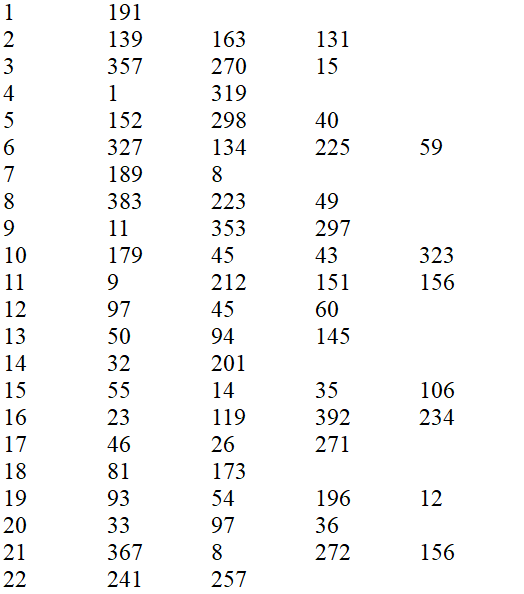 1 191
2 139 163 131
3 357 270 15
4 1 319
5 152 298 40
6 327 134 225 59
7 189 8
8 383 223 49
9 11 353 297
10 179 45 43 323
11 9 212 151 156
12 97 45 60
13 50 94 145
14 32 201
15 55 14 35 106
16 23 119 392 234
17 46 26 271
18 81 173
19 93 54 196 12
20 33 97 36
21 367 8 272 156
22 241 257